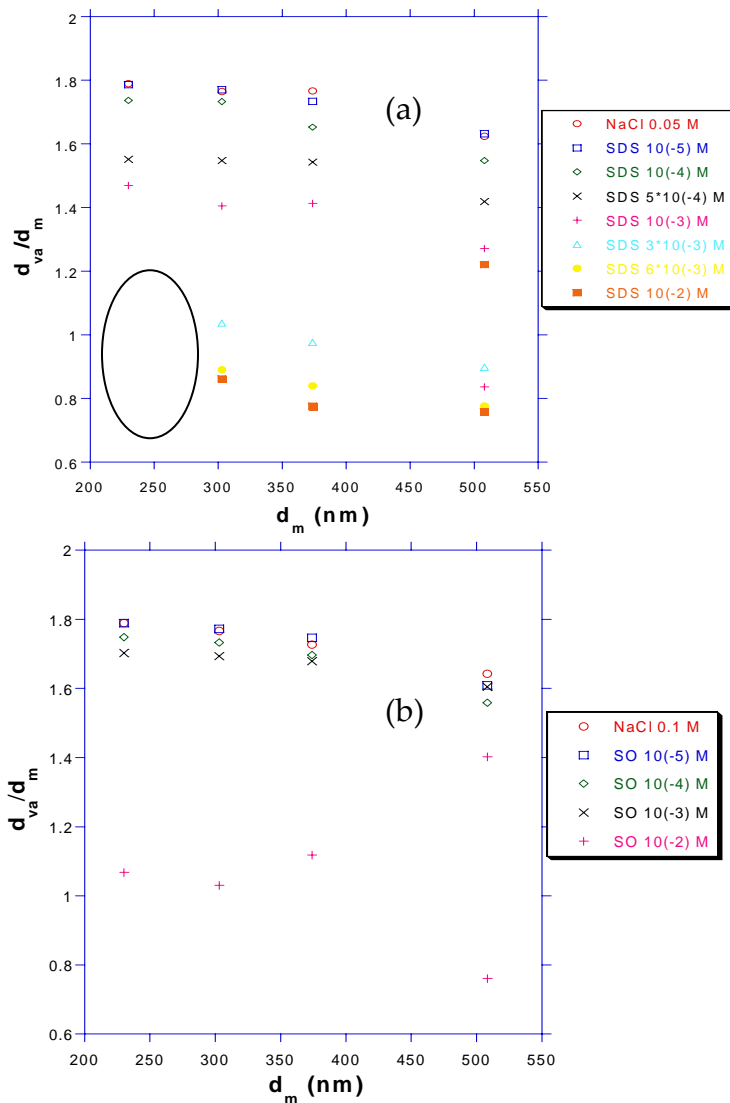 2
1.8
1.6
1.4
1.2
1
0.8
0.6
200 250 300 350 400 450 500 550
d_va/d_m
d_m (nm)
(a)
NaCl 0.05 M
SDS 10(-5) M
SDS 10(-4) M
SDS 5*10(-4) M
SDS 10(-3) M
SDS 3*10(-3) M
SDS 6*10(-3) M
SDS 10(-2) M
2
1.8
1.6
1.4
1.2
1
0.8
0.6
200 250 300 350 400 450 500 550
d_va/d_m
d_m (nm)
(b)
NaCl 0.1 M
SO 10(-5) M
SO 10(-4) M
SO 10(-3) M
SO 10(-2) M